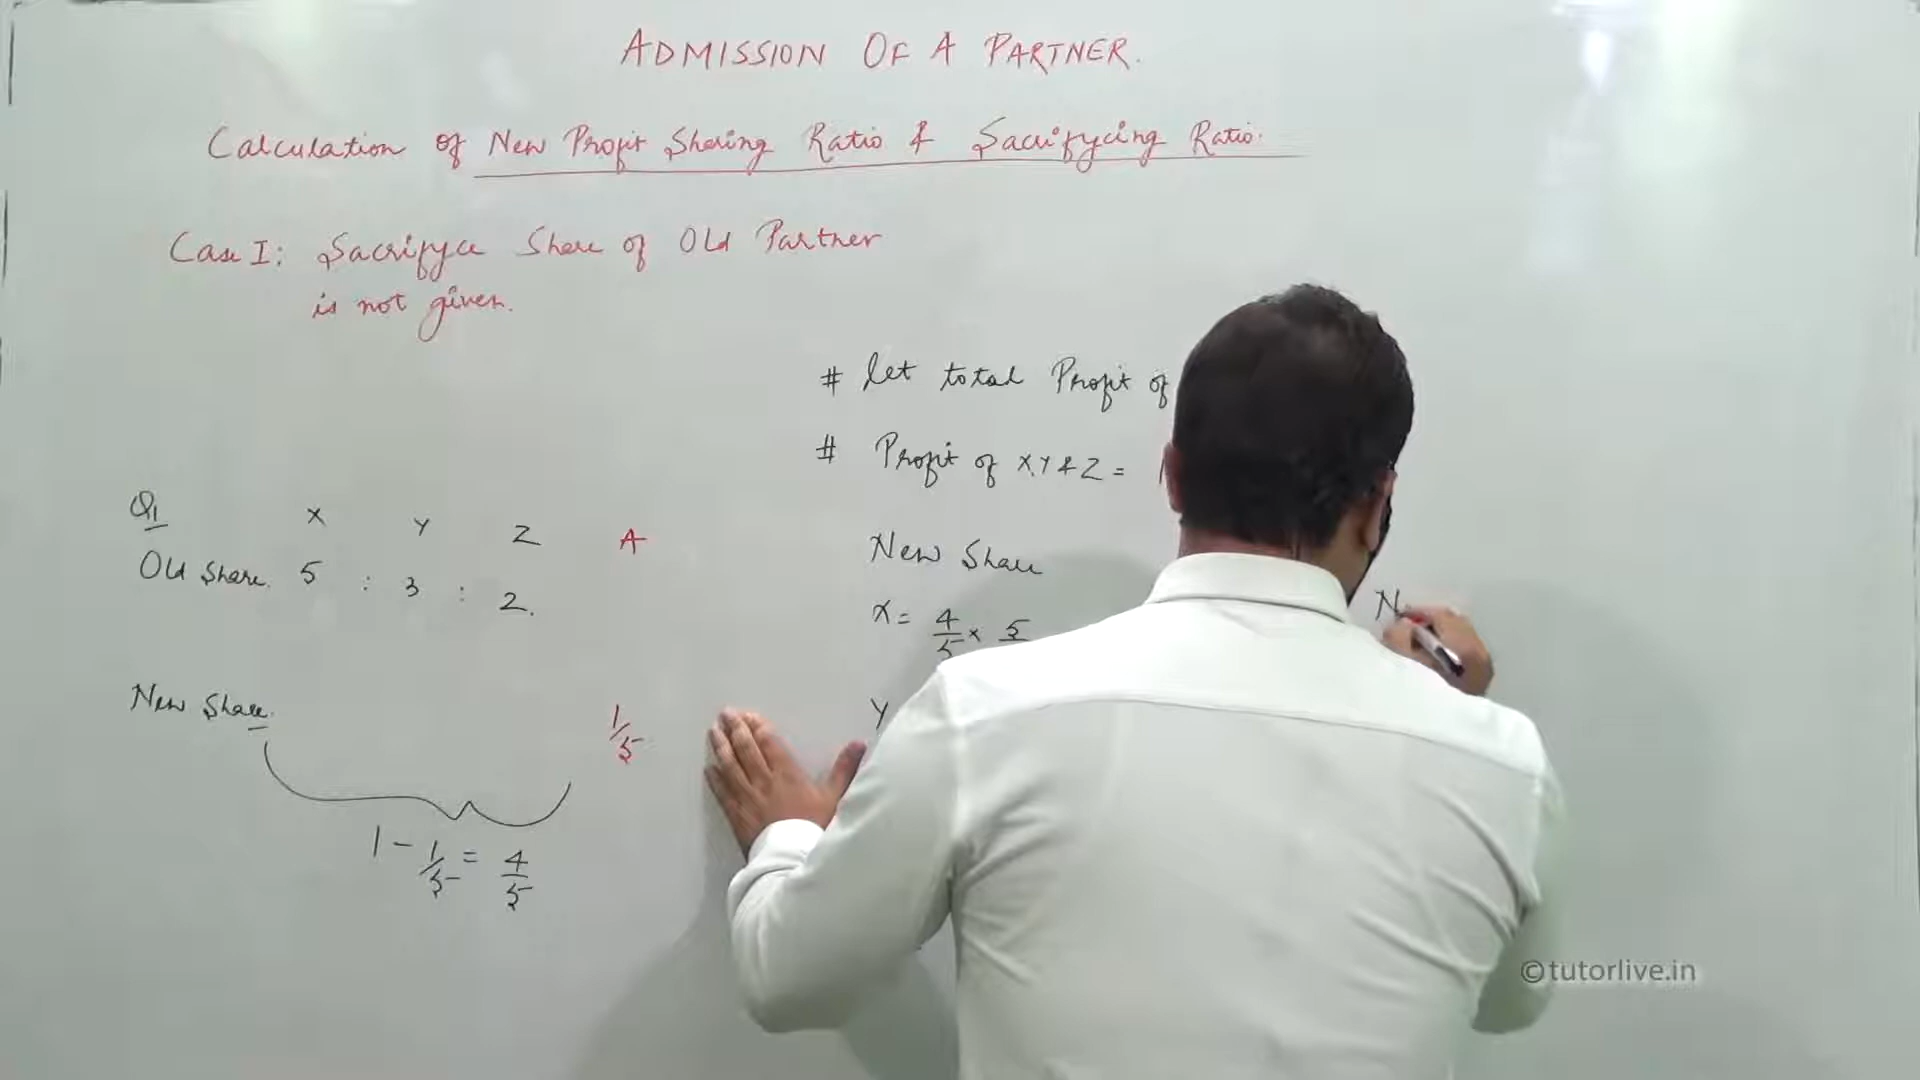 ADMISSION OF A PARTNER.
Calculation of New Profit Sharing Ratio & Sacrifycing Ratio.
Case I: Sacrifyce Share of Old Partner
is not given.
# let total Profit of
# Profit of X, Y & Z =
Q1 X Y Z A
Old Share. 5 : 3 : 2.
New Share
X = 4/5 × 5
Y
N
New Share. 1/5
1 - 1/5 = 4/5
©tutorlive.in